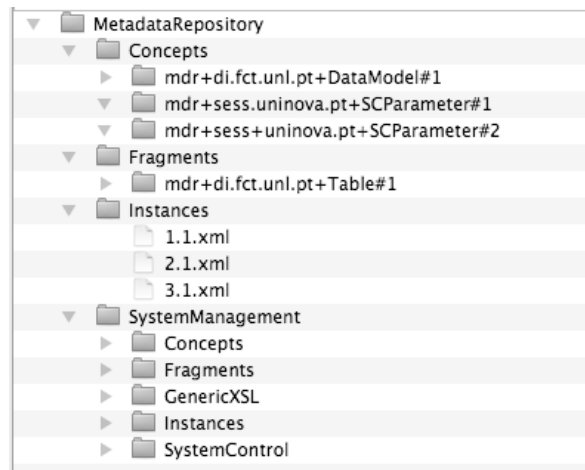 MetadataRepository
Concepts
mdr+di.fct.unl.pt+DataModel#1
mdr+sess.uninova.pt+SCParameter#1
mdr+sess+uninova.pt+SCParameter#2
Fragments
mdr+di.fct.unl.pt+Table#1
Instances
1.1.xml
2.1.xml
3.1.xml
SystemManagement
Concepts
Fragments
GenericXSL
Instances
SystemControl